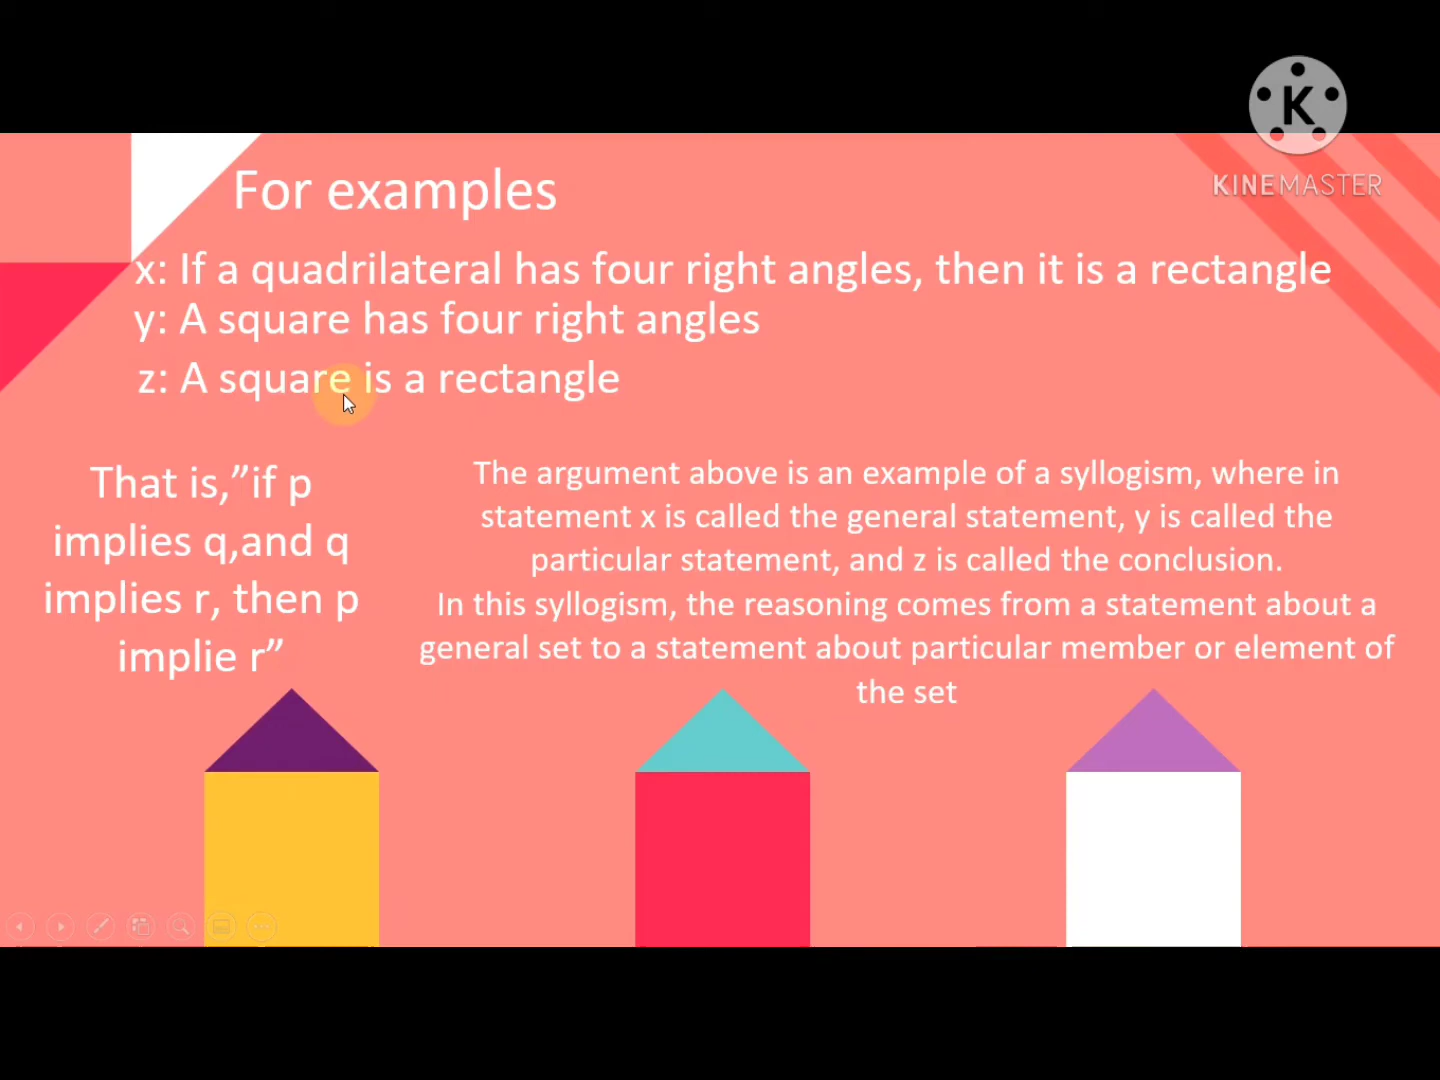 K
KINEMASTER
For examples
x: If a quadrilateral has four right angles, then it is a rectangle
y: A square has four right angles
z: A square is a rectangle
That is,”if p
implies q,and q
implies r, then p
implie r”
The argument above is an example of a syllogism, where in
statement x is called the general statement, y is called the
particular statement, and z is called the conclusion.
In this syllogism, the reasoning comes from a statement about a
general set to a statement about particular member or element of
the set